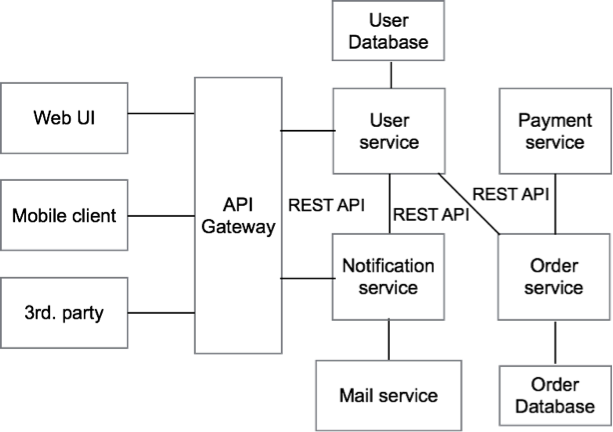 User
Database
Web UI
User
service
Payment
service
Mobile client
API
Gateway
REST API
REST API
REST API
Notification
service
Order
service
3rd. party
Mail service
Order
Database